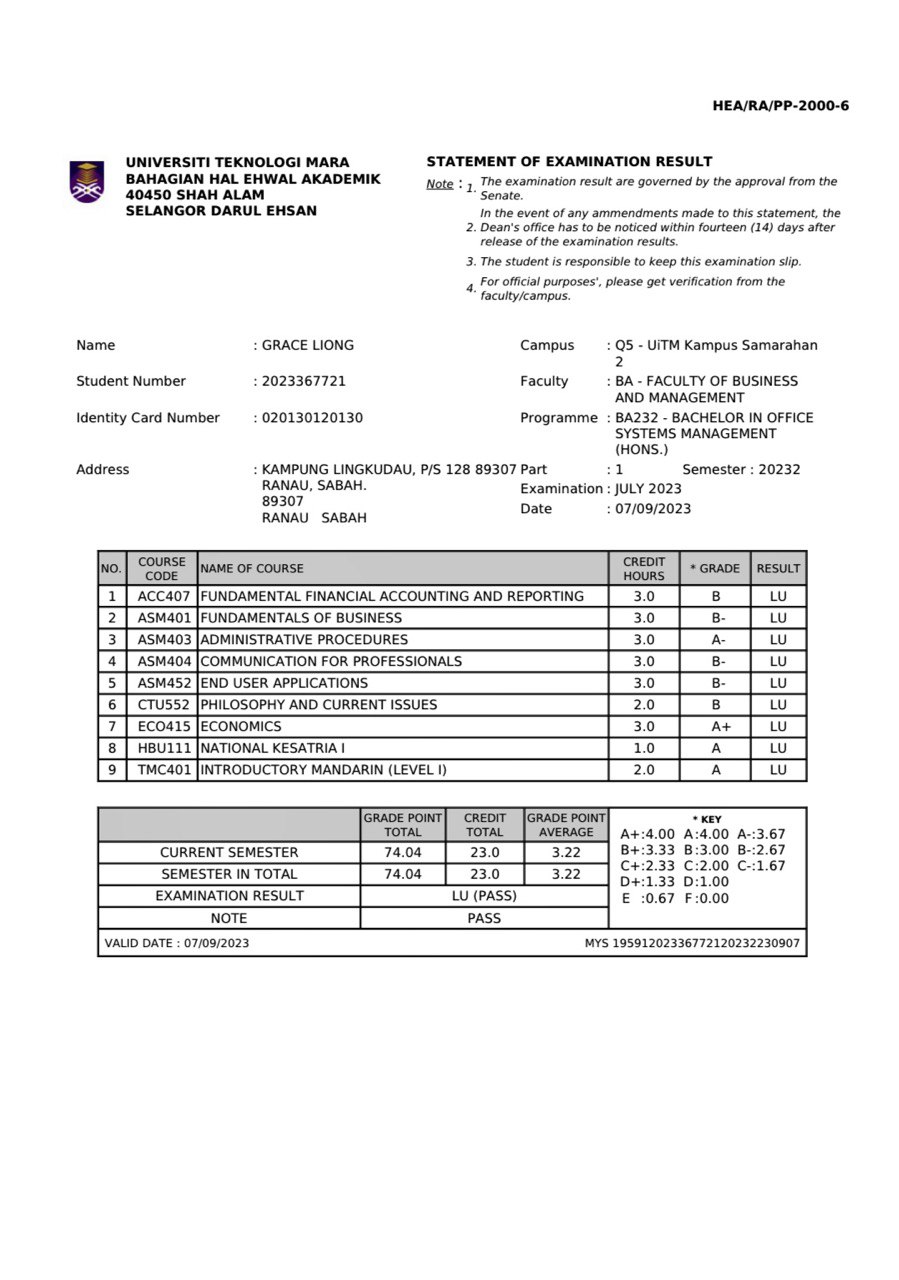 HEA/RA/PP-2000-6
UNIVERSITI TEKNOLOGI MARA
BAHAGIAN HAL EHWAL AKADEMIK
40450 SHAH ALAM
SELANGOR DARUL EHSAN
STATEMENT OF EXAMINATION RESULT
Note : 1. The examination result are governed by the approval from the
Senate.
In the event of any ammendments made to this statement, the
2. Dean's office has to be noticed within fourteen (14) days after
release of the examination results.
3. The student is responsible to keep this examination slip.
4. For official purposes', please get verification from the
faculty/campus.
Name : GRACE LIONG
Campus : Q5 - UiTM Kampus Samarahan
2
Student Number : 2023367721
Faculty : BA - FACULTY OF BUSINESS
AND MANAGEMENT
Identity Card Number : 020130120130
Programme : BA232 - BACHELOR IN OFFICE
SYSTEMS MANAGEMENT
(HONS.)
Address : KAMPUNG LINGKUDAU, P/S 128 89307
RANAU, SABAH.
89307
RANAU SABAH
Part : 1 Semester : 20232
Examination : JULY 2023
Date : 07/09/2023
NO. COURSE CODE NAME OF COURSE CREDIT HOURS * GRADE RESULT
1 ACC407 FUNDAMENTAL FINANCIAL ACCOUNTING AND REPORTING 3.0 B LU
2 ASM401 FUNDAMENTALS OF BUSINESS 3.0 B- LU
3 ASM403 ADMINISTRATIVE PROCEDURES 3.0 A- LU
4 ASM404 COMMUNICATION FOR PROFESSIONALS 3.0 B- LU
5 ASM452 END USER APPLICATIONS 3.0 B- LU
6 CTU552 PHILOSOPHY AND CURRENT ISSUES 2.0 B LU
7 ECO415 ECONOMICS 3.0 A+ LU
8 HBU111 NATIONAL KESATRIA I 1.0 A LU
9 TMC401 INTRODUCTORY MANDARIN (LEVEL I) 2.0 A LU
GRADE POINT TOTAL CREDIT TOTAL GRADE POINT AVERAGE
CURRENT SEMESTER 74.04 23.0 3.22
SEMESTER IN TOTAL 74.04 23.0 3.22
EXAMINATION RESULT LU (PASS)
NOTE PASS
* KEY
A+:4.00 A:4.00 A-:3.67
B+:3.33 B:3.00 B-:2.67
C+:2.33 C:2.00 C-:1.67
D+:1.33 D:1.00
E :0.67 F:0.00
VALID DATE : 07/09/2023 MYS 19591202336772120232230907